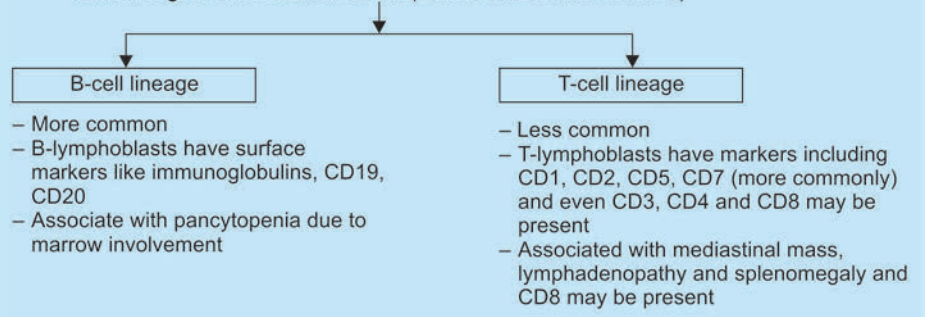 B-cell lineage
– More common
– B-lymphoblasts have surface
markers like immunoglobulins, CD19,
CD20
– Associate with pancytopenia due to
marrow involvement
T-cell lineage
– Less common
– T-lymphoblasts have markers including
CD1, CD2, CD5, CD7 (more commonly)
and even CD3, CD4 and CD8 may be
present
– Associated with mediastinal mass,
lymphadenopathy and splenomegaly and
CD8 may be present